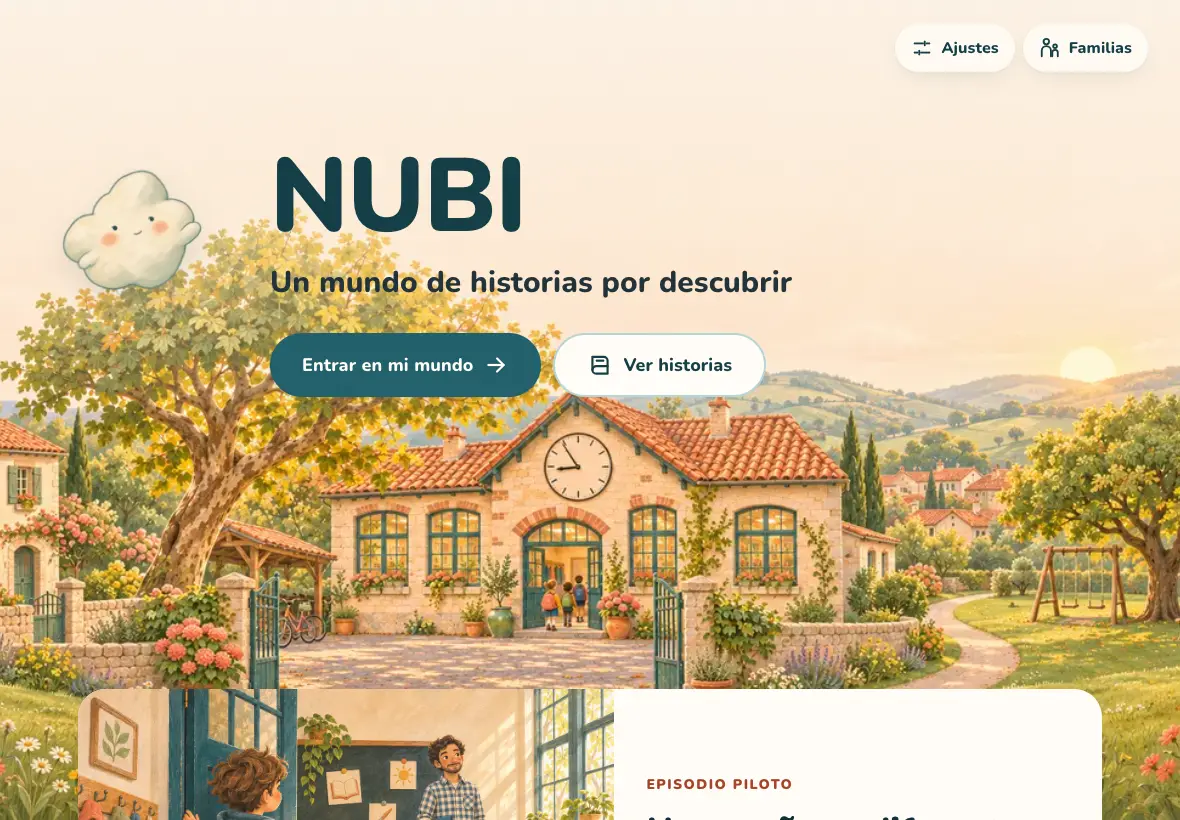 Ajustes
Familias
NUBI
Un mundo de historias por descubrir
Entrar en mi mundo
Ver historias
EPISODIO PILOTO